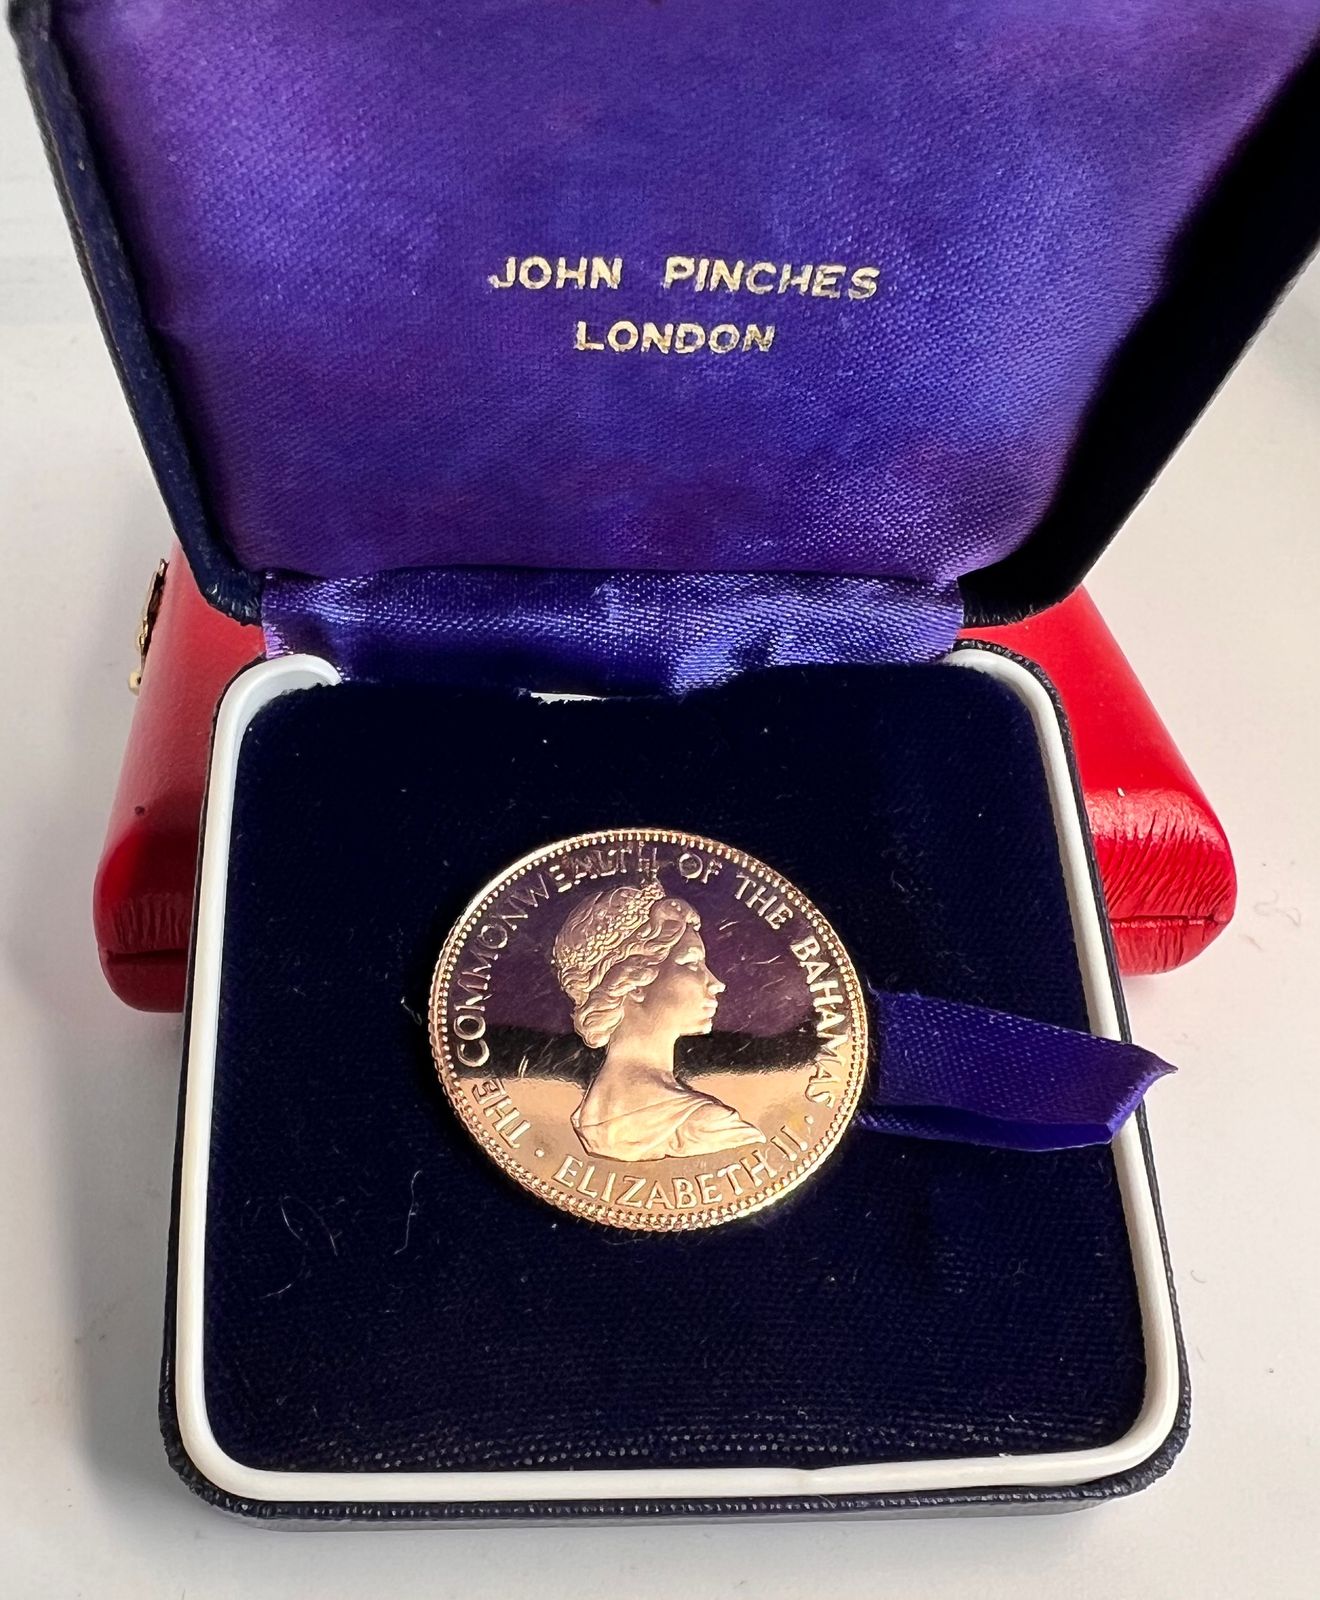 JOHN PINCHES
LONDON
THE COMMONWEALTH OF THE BAHAMAS · ELIZABETH II ·